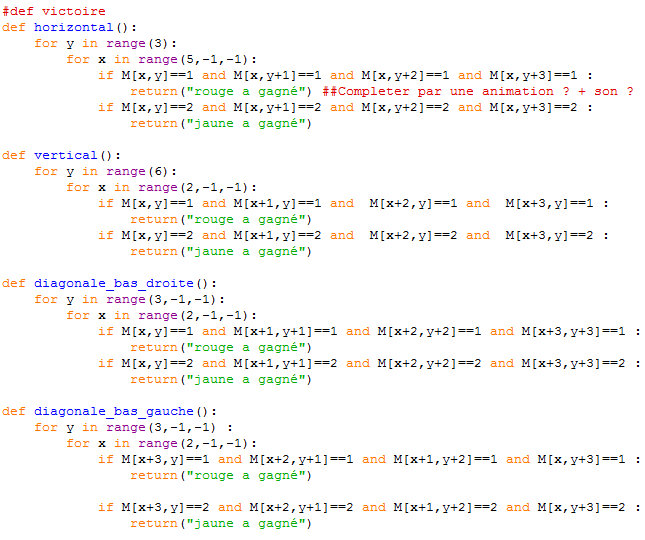 #def victoire
def horizontal():
    for y in range(3):
        for x in range(5,-1,-1):
            if M[x,y]==1 and M[x,y+1]==1 and M[x,y+2]==1 and M[x,y+3]==1 :
                return("rouge a gagné") ##Completer par une animation ? + son ?
            if M[x,y]==2 and M[x,y+1]==2 and M[x,y+2]==2 and M[x,y+3]==2 :
                return("jaune a gagné")

def vertical():
    for y in range(6):
        for x in range(2,-1,-1):
            if M[x,y]==1 and M[x+1,y]==1 and  M[x+2,y]==1 and  M[x+3,y]==1 :
                return("rouge a gagné")
            if M[x,y]==2 and M[x+1,y]==2 and  M[x+2,y]==2 and  M[x+3,y]==2 :
                return("jaune a gagné")

def diagonale_bas_droite():
    for y in range(3,-1,-1):
        for x in range(2,-1,-1):
            if M[x,y]==1 and M[x+1,y+1]==1 and M[x+2,y+2]==1 and M[x+3,y+3]==1 :
                return("rouge a gagné")
            if M[x,y]==2 and M[x+1,y+1]==2 and M[x+2,y+2]==2 and M[x+3,y+3]==2 :
                return("jaune a gagné")

def diagonale_bas_gauche():
    for y in range(3,-1,-1) :
        for x in range(2,-1,-1):
            if M[x+3,y]==1 and M[x+2,y+1]==1 and M[x+1,y+2]==1 and M[x,y+3]==1 :
                return("rouge a gagné")

            if M[x+3,y]==2 and M[x+2,y+1]==2 and M[x+1,y+2]==2 and M[x,y+3]==2 :
                return("jaune a gagné")